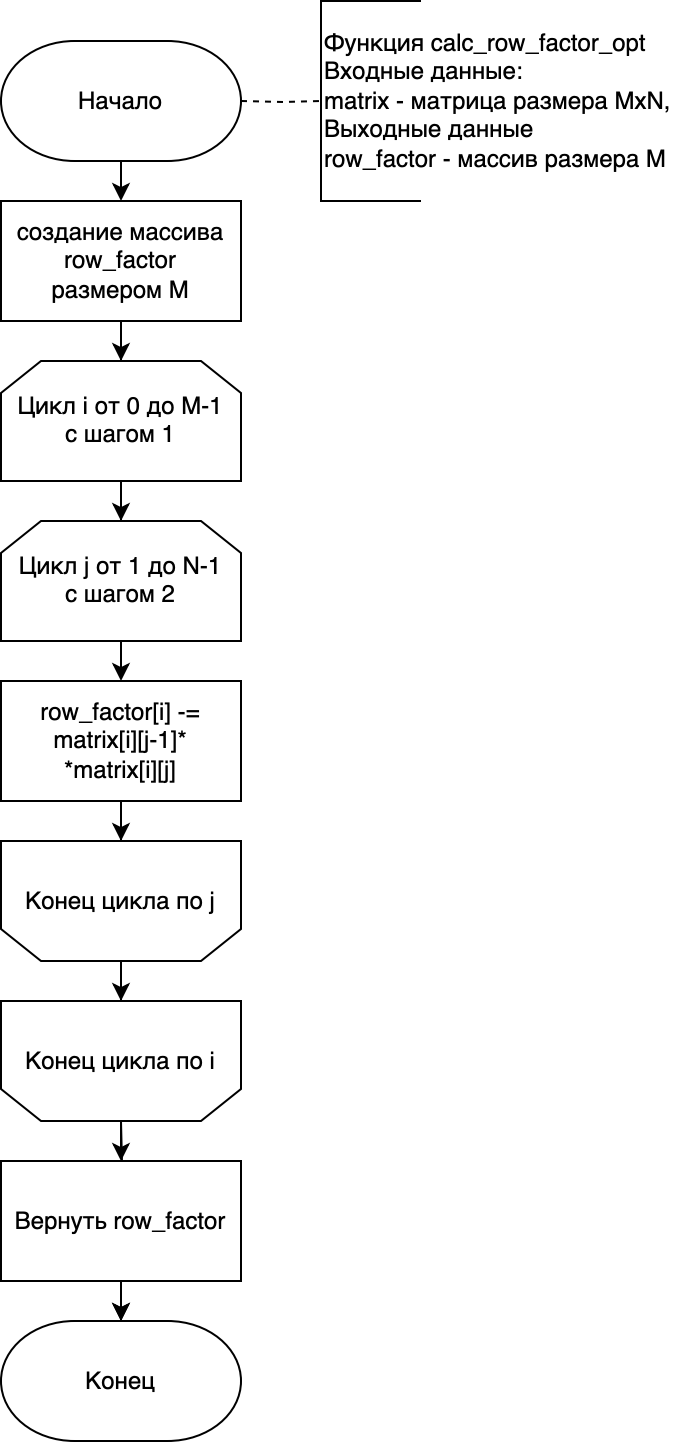 Начало
Функция calc_row_factor_opt
Входные данные:
matrix - матрица размера MxN,
Выходные данные
row_factor - массив размера M
создание массива
row_factor
размером M
Цикл i от 0 до M-1
с шагом 1
Цикл j от 1 до N-1
с шагом 2
row_factor[i] -=
matrix[i][j-1]*
*matrix[i][j]
Конец цикла по j
Конец цикла по i
Вернуть row_factor
Конец